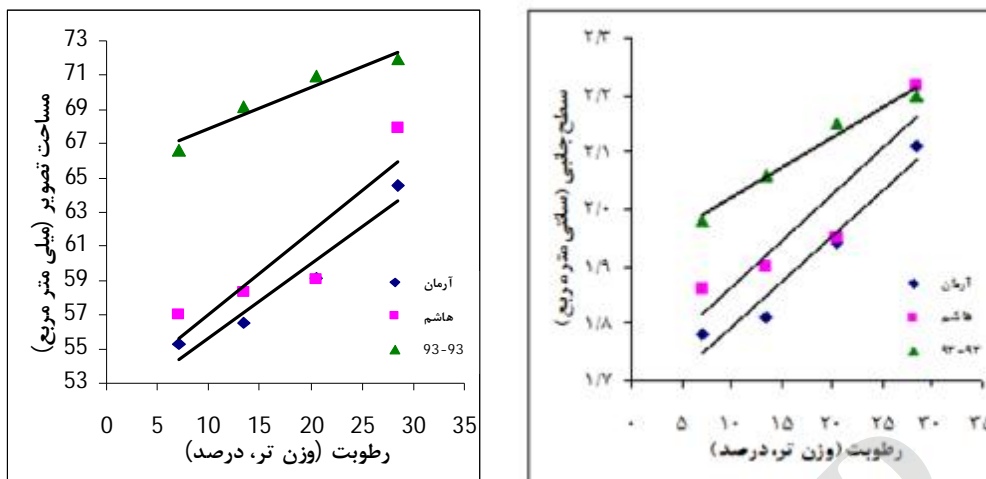 73
71
69
67
65
63
61
59
57
55
53
مساحت تصویر (میلی متر مربع)
آرمان
هاشم
93-93
0 5 10 15 20 25 30 35
رطوبت (وزن تر، درصد)
۲/۳
۲/۲
۲/۱
۲/۰
۱/۹
۱/۸
۱/۷
سطح جانبی (سانتی متر مربع)
آرمان
هاشم
۹۳-۹۳
۰ ۵ ۱۰ ۱۵ ۲۰ ۲۵ ۳۰ ۳۵
رطوبت (وزن تر، درصد)